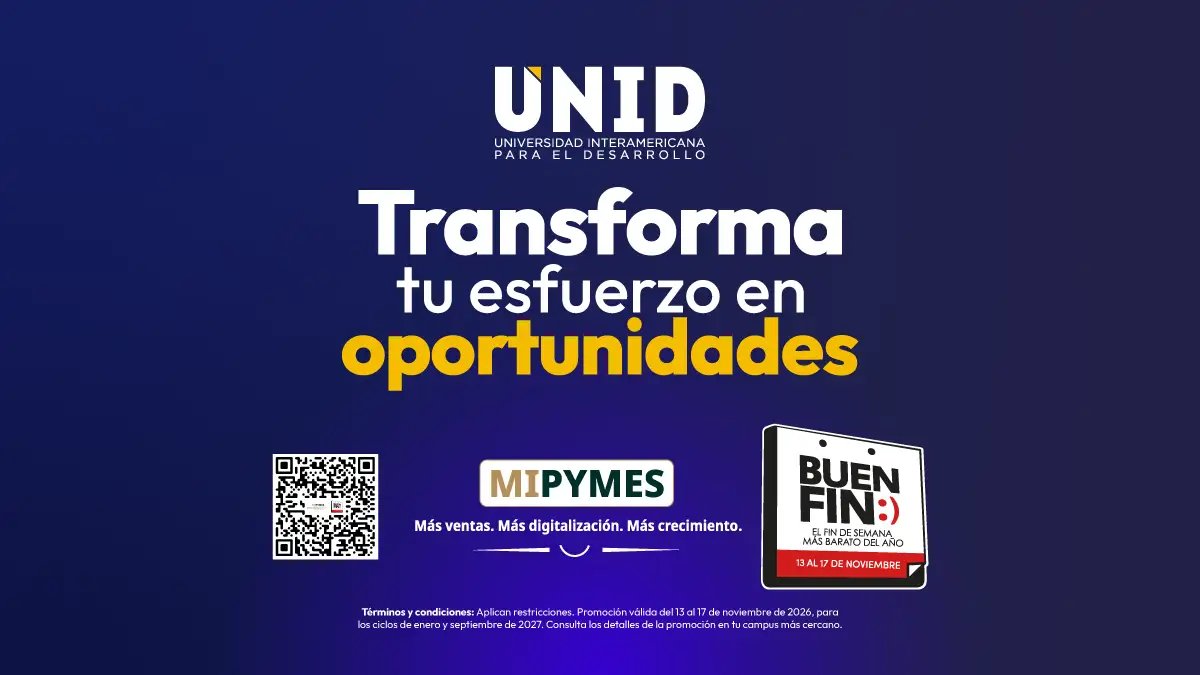 UNID
UNIVERSIDAD INTERAMERICANA
PARA EL DESARROLLO
Transforma
tu esfuerzo en
oportunidades
MIPYMES
Más ventas. Más digitalización. Más crecimiento.
BUEN
FIN:)
EL FIN DE SEMANA
MÁS BARATO DEL AÑO
13 AL 17 DE NOVIEMBRE
Términos y condiciones: Aplican restricciones. Promoción válida del 13 al 17 de noviembre de 2026, para
los ciclos de enero y septiembre de 2027. Consulta los detalles de la promoción en tu campus más cercano.